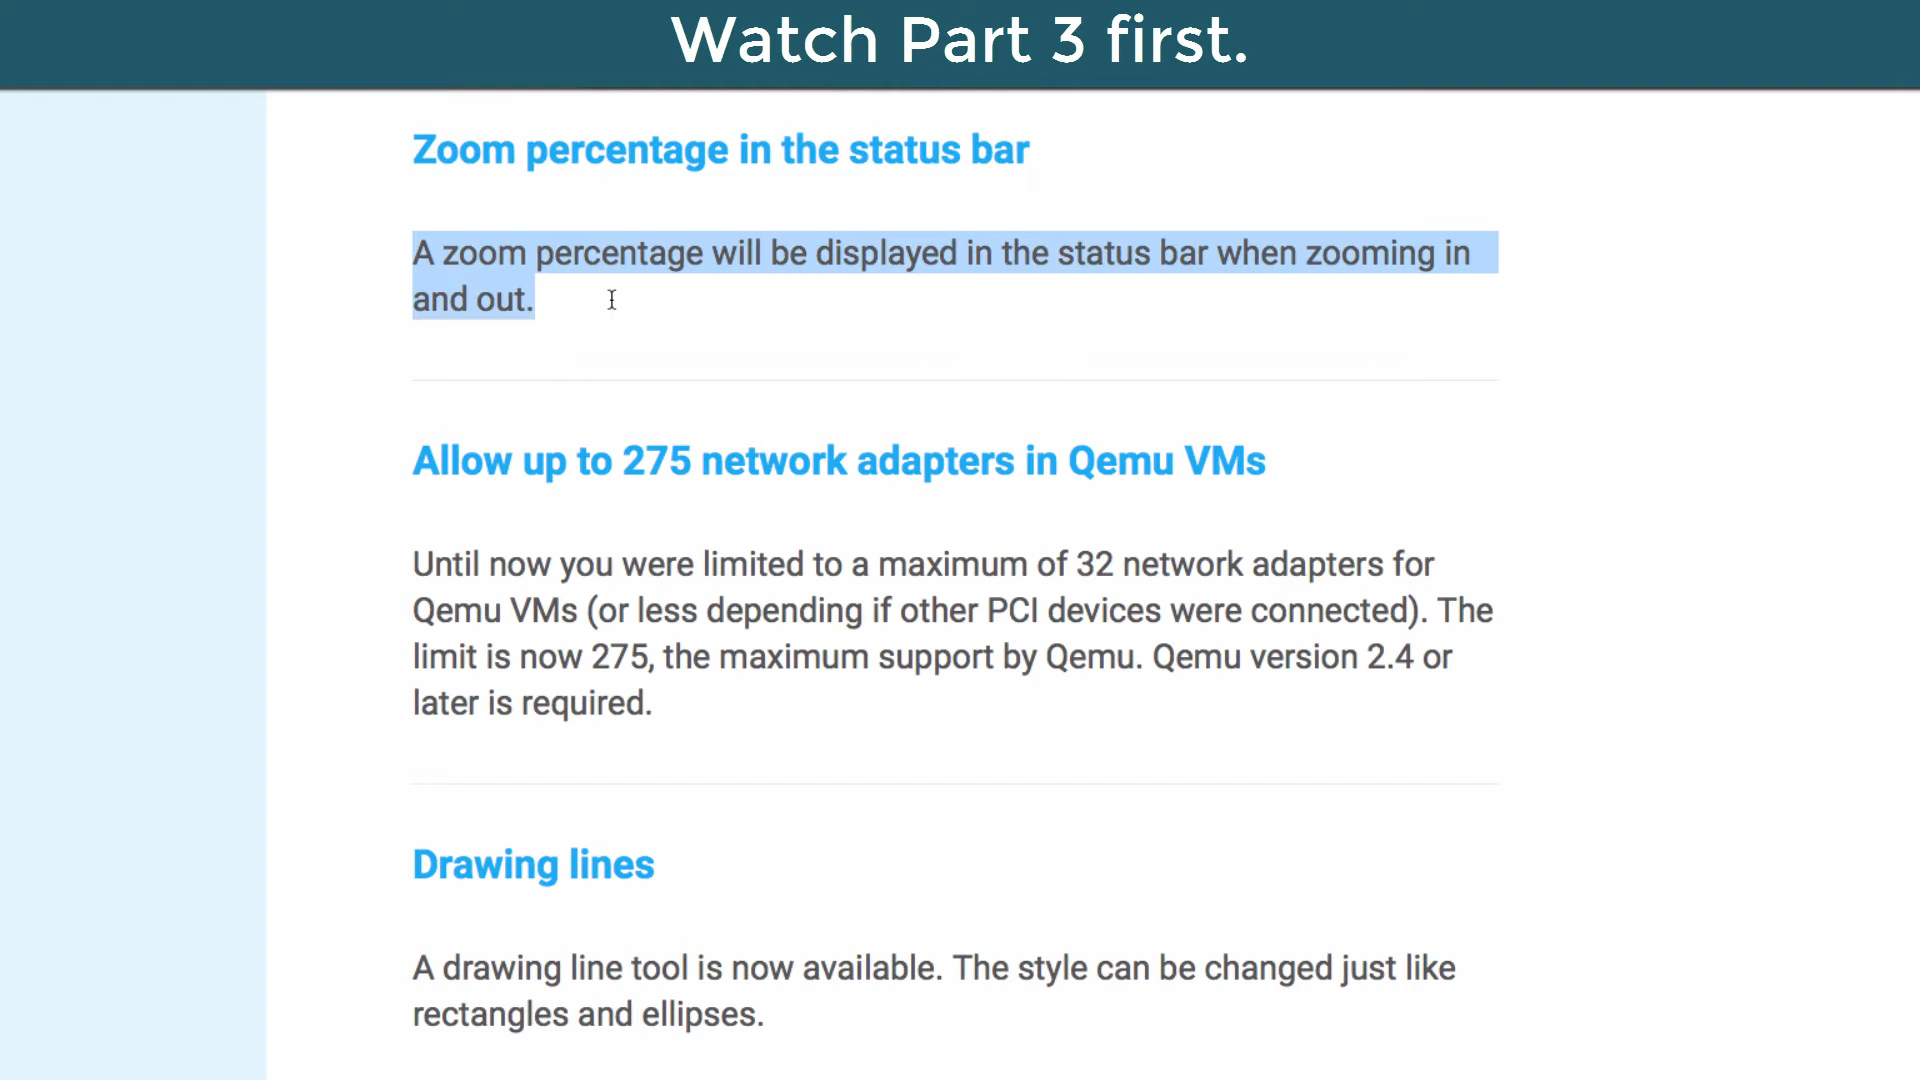 Watch Part 3 first.
Zoom percentage in the status bar
A zoom percentage will be displayed in the status bar when zooming in
and out.
Allow up to 275 network adapters in Qemu VMs
Until now you were limited to a maximum of 32 network adapters for
Qemu VMs (or less depending if other PCI devices were connected). The
limit is now 275, the maximum support by Qemu. Qemu version 2.4 or
later is required.
Drawing lines
A drawing line tool is now available. The style can be changed just like
rectangles and ellipses.